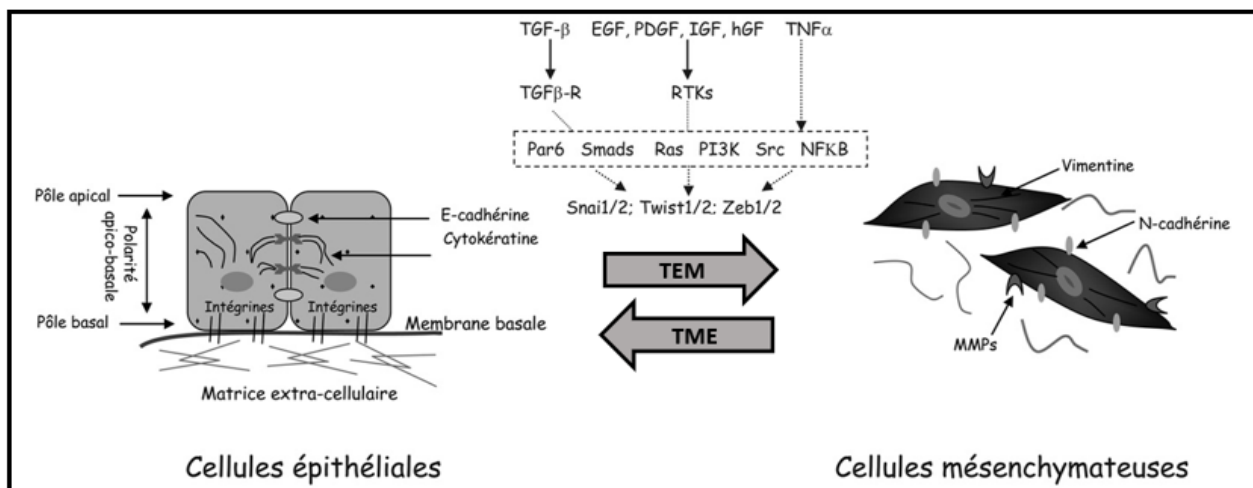 TGF-β EGF, PDGF, IGF, hGF TNFα
TGFβ-R RTKs
Par6 Smads Ras PI3K Src NFKB
Snai1/2; Twist1/2; Zeb1/2
Pôle apical
Polarité
apico-basale
Pôle basal
E-cadhérine
Cytokératine
Intégrines Intégrines
Membrane basale
Matrice extra-cellulaire
TEM
TME
Vimentine
N-cadhérine
MMPs
Cellules épithéliales
Cellules mésenchymateuses